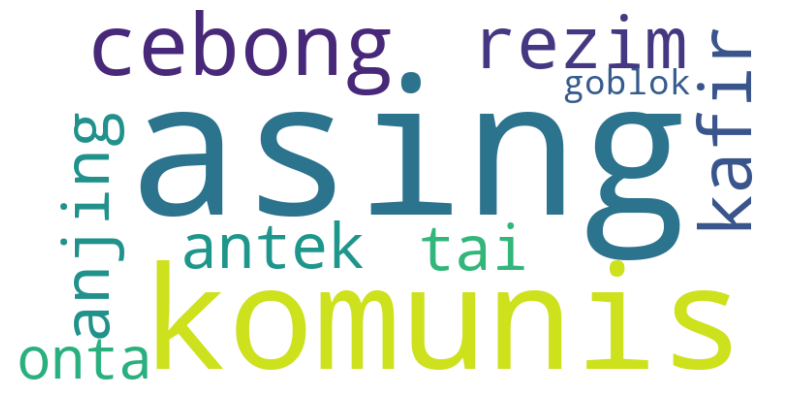 cebong
rezim
goblok
kafir
asing
anjing
antek
tai
komunis
onta